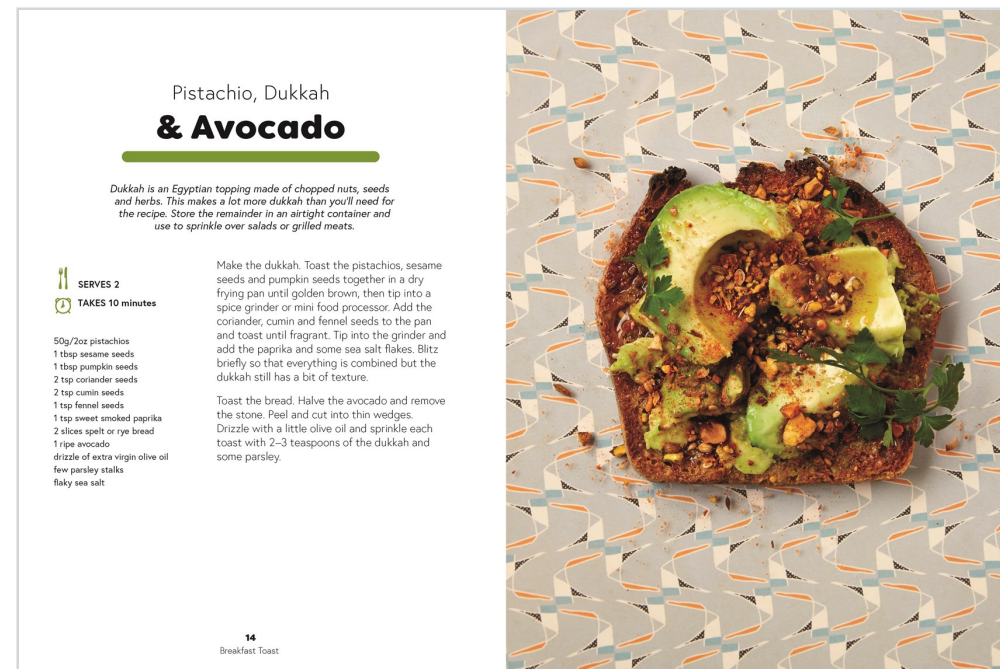 Pistachio, Dukkah
& Avocado
Dukkah is an Egyptian topping made of chopped nuts, seeds
and herbs. This makes a lot more dukkah than you'll need for
the recipe. Store the remainder in an airtight container and
use to sprinkle over salads or grilled meats.
SERVES 2
TAKES 10 minutes
50g/2oz pistachios
1 tbsp sesame seeds
1 tbsp pumpkin seeds
2 tsp coriander seeds
2 tsp cumin seeds
1 tsp fennel seeds
1 tsp sweet smoked paprika
2 slices spelt or rye bread
1 ripe avocado
drizzle of extra virgin olive oil
few parsley stalks
flaky sea salt
Make the dukkah. Toast the pistachios, sesame
seeds and pumpkin seeds together in a dry
frying pan until golden brown, then tip into a
spice grinder or mini food processor. Add the
coriander, cumin and fennel seeds to the pan
and toast until fragrant. Tip into the grinder and
add the paprika and some sea salt flakes. Blitz
briefly so that everything is combined but the
dukkah still has a bit of texture.
Toast the bread. Halve the avocado and remove
the stone. Peel and cut into thin wedges.
Drizzle with a little olive oil and sprinkle each
toast with 2–3 teaspoons of the dukkah and
some parsley.
14
Breakfast Toast